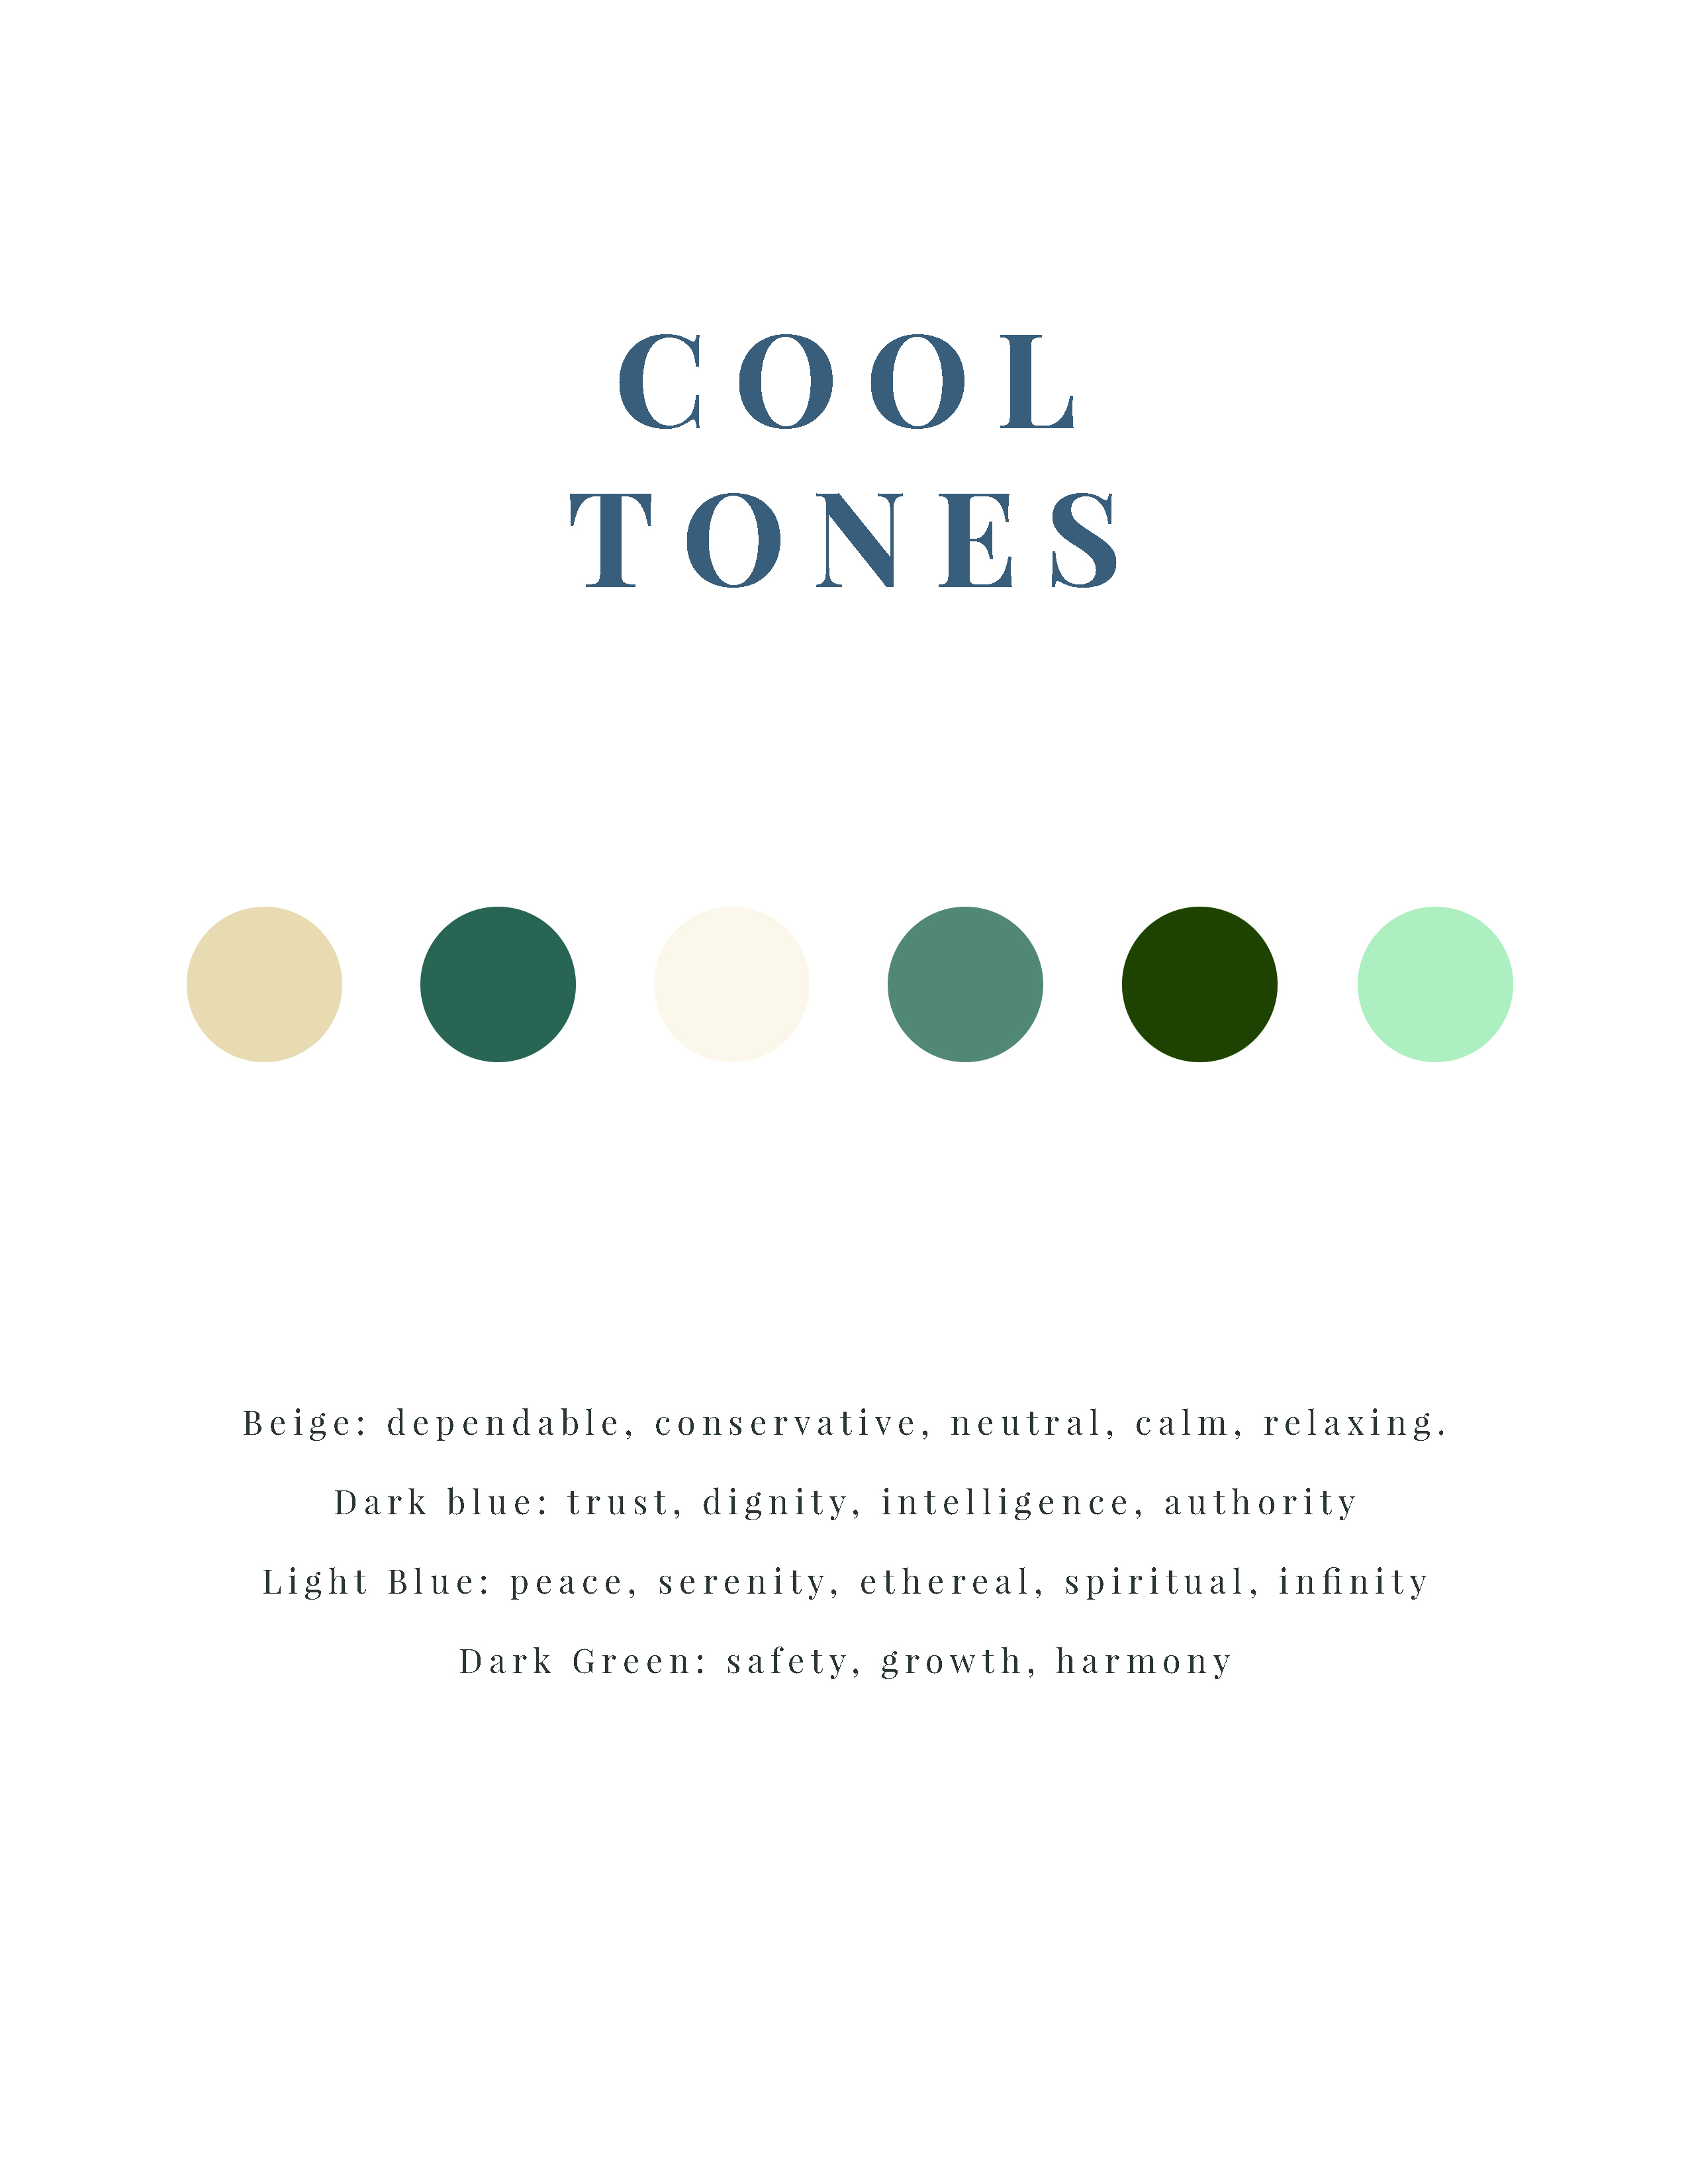 COOL
TONES
Beige: dependable, conservative, neutral, calm, relaxing.
Dark blue: trust, dignity, intelligence, authority
Light Blue: peace, serenity, ethereal, spiritual, infinity
Dark Green: safety, growth, harmony